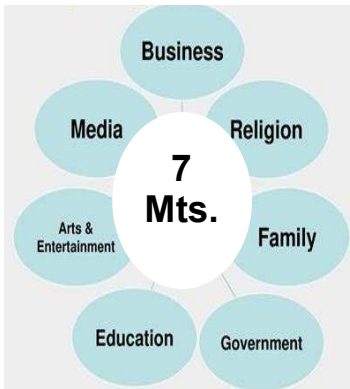 Business
Media
Religion
7
Mts.
Arts &
Entertainment
Family
Education
Government